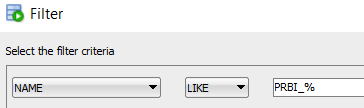 Filter
Select the filter criteria
NAME LIKE PRBI_%